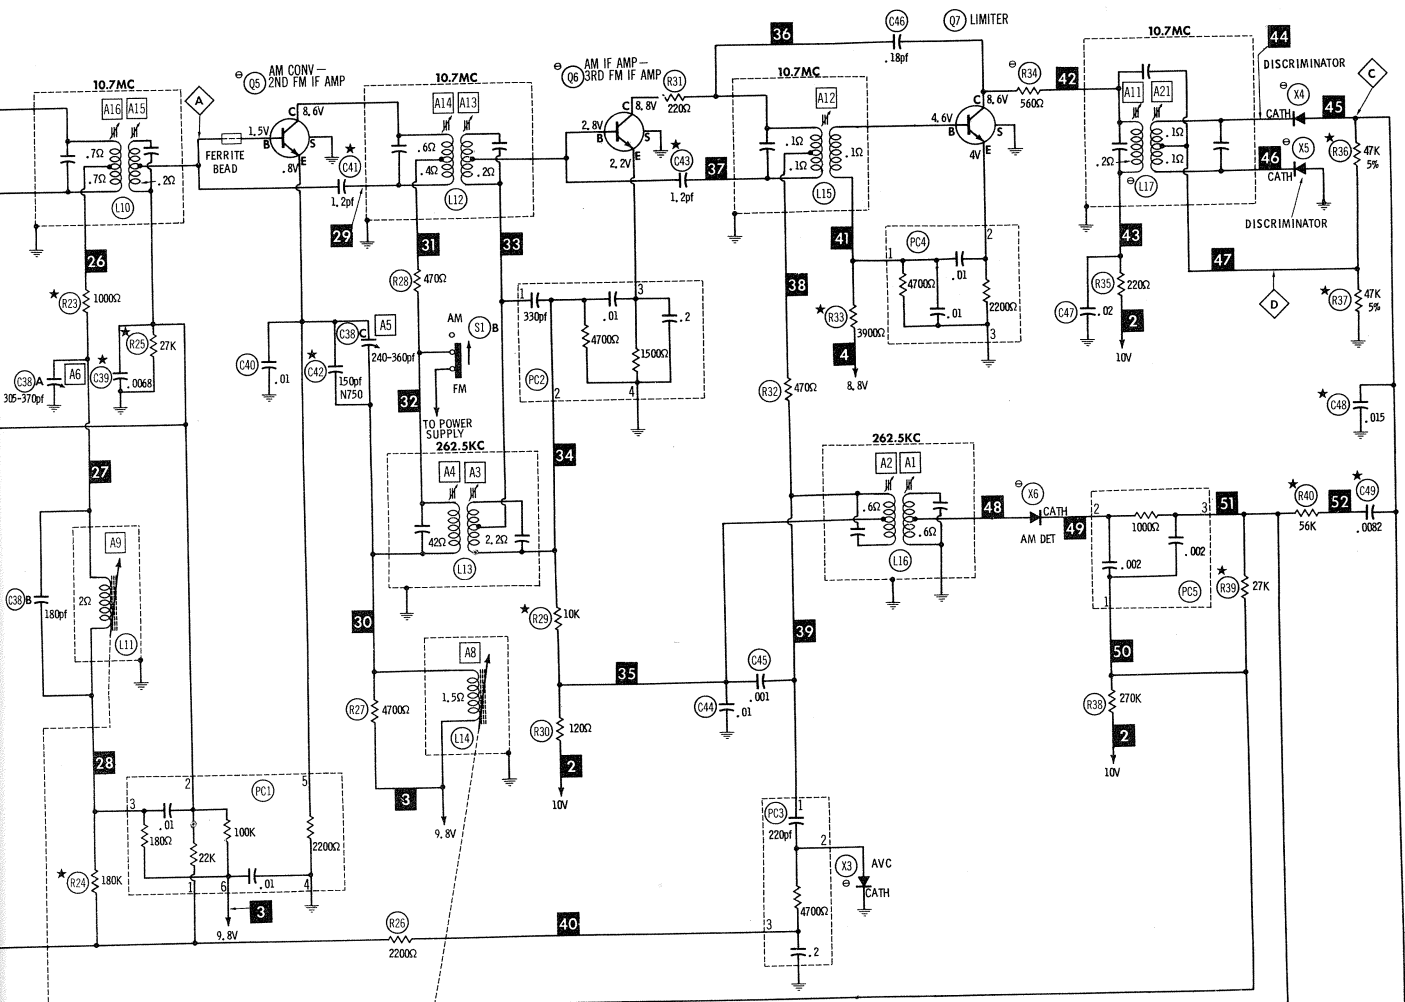 36
C46
.18pf
Q7 LIMITER
10.7MC
44
AM CONV—
2ND FM IF AMP
⊖ Q5
10.7MC
AM IF AMP—
3RD FM IF AMP
⊖ Q6
R31
220Ω
10.7MC
⊖ R34
560Ω
42
DISCRIMINATOR
C
10.7MC
A
A16 A15
C 8.6V
A14 A13
C 8.8V
A12
C 8.6V
A11 A21
⊖ X4
CATH
45
1.5V
B
S
E
.8V
FERRITE
BEAD
2.8V
B
S
E
2.2V
4.6V
B
S
E
4V
★ C41
1.2pf
★ C43
1.2pf
37
.7Ω
.7Ω
.2Ω
.6Ω
.4Ω
.2Ω
.1Ω
.1Ω
.1Ω
.2Ω
.1Ω
.1Ω
⊖ X5
CATH
46
★ R36
47K
5%
DISCRIMINATOR
L10
L12
L15
⊖ L17
29
26
31
33
41
43
47
38
★ R23
1000Ω
R28
470Ω
PC4
1
2
3
4700Ω
.01
.01
2200Ω
R35
220Ω
C47
.02
D
★ R37
47K
5%
★ R25
27K
★ C39
.0068
C38 A
A6
305-370pf
C40
.01
★ C42
150pf
N750
C38 C
A5
240-360pf
AM
S1 B
FM
TO POWER
SUPPLY
32
1
330pf
3
.01
.2
4700Ω
1500Ω
PC2
2
4
★ R33
3900Ω
4
8.8V
2
10V
R32
470Ω
★ C48
.015
27
262.5KC
34
262.5KC
A4 A3
A2 A1
42Ω
2.2Ω
L13
.6Ω
.6Ω
L16
48
⊖ X6
CATH
AM DET
49
2
1000Ω
3
.002
.002
1
PC5
51
★ R40
56K
52
★ C49
.0082
A9
2Ω
L11
C38 B
180pf
★ R29
10K
★ R39
27K
30
39
A8
1.5Ω
L14
R27
4700Ω
35
C45
.001
C44
.01
50
R38
270K
2
10V
R30
120Ω
2
10V
28
2
5
PC1
3
.01
180Ω
100K
22K
2200Ω
.01
1
6
4
3
9.8V
3
9.8V
★ R24
180K
PC3
1
220pf
2
X3
⊖
AVC
CATH
4700Ω
3
.2
R26
2200Ω
40